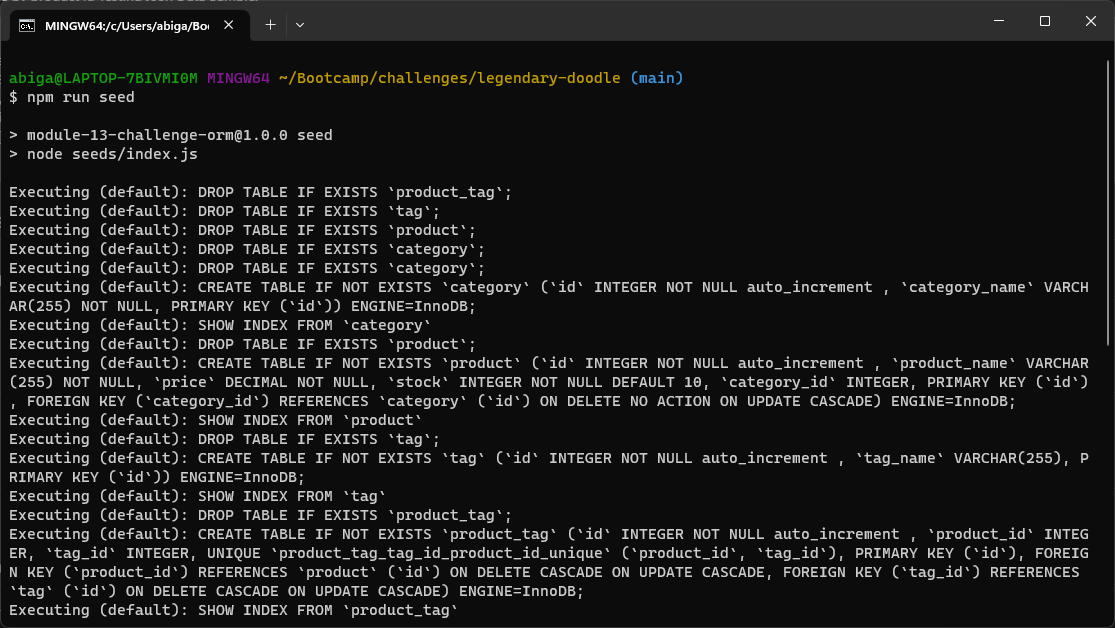 MINGW64:/c/Users/abiga/Boo
abiga@LAPTOP-7BIVMI0M MINGW64 ~/Bootcamp/challenges/legendary-doodle (main)
$ npm run seed
> module-13-challenge-orm@1.0.0 seed
> node seeds/index.js
Executing (default): DROP TABLE IF EXISTS `product_tag`;
Executing (default): DROP TABLE IF EXISTS `tag`;
Executing (default): DROP TABLE IF EXISTS `product`;
Executing (default): DROP TABLE IF EXISTS `category`;
Executing (default): DROP TABLE IF EXISTS `category`;
Executing (default): CREATE TABLE IF NOT EXISTS `category` (`id` INTEGER NOT NULL auto_increment , `category_name` VARCH
AR(255) NOT NULL, PRIMARY KEY (`id`)) ENGINE=InnoDB;
Executing (default): SHOW INDEX FROM `category`
Executing (default): DROP TABLE IF EXISTS `product`;
Executing (default): CREATE TABLE IF NOT EXISTS `product` (`id` INTEGER NOT NULL auto_increment , `product_name` VARCHAR
(255) NOT NULL, `price` DECIMAL NOT NULL, `stock` INTEGER NOT NULL DEFAULT 10, `category_id` INTEGER, PRIMARY KEY (`id`)
, FOREIGN KEY (`category_id`) REFERENCES `category` (`id`) ON DELETE NO ACTION ON UPDATE CASCADE) ENGINE=InnoDB;
Executing (default): SHOW INDEX FROM `product`
Executing (default): DROP TABLE IF EXISTS `tag`;
Executing (default): CREATE TABLE IF NOT EXISTS `tag` (`id` INTEGER NOT NULL auto_increment , `tag_name` VARCHAR(255), P
RIMARY KEY (`id`)) ENGINE=InnoDB;
Executing (default): SHOW INDEX FROM `tag`
Executing (default): DROP TABLE IF EXISTS `product_tag`;
Executing (default): CREATE TABLE IF NOT EXISTS `product_tag` (`id` INTEGER NOT NULL auto_increment , `product_id` INTEG
ER, `tag_id` INTEGER, UNIQUE `product_tag_tag_id_product_id_unique` (`product_id`, `tag_id`), PRIMARY KEY (`id`), FOREIG
N KEY (`product_id`) REFERENCES `product` (`id`) ON DELETE CASCADE ON UPDATE CASCADE, FOREIGN KEY (`tag_id`) REFERENCES
`tag` (`id`) ON DELETE CASCADE ON UPDATE CASCADE) ENGINE=InnoDB;
Executing (default): SHOW INDEX FROM `product_tag`